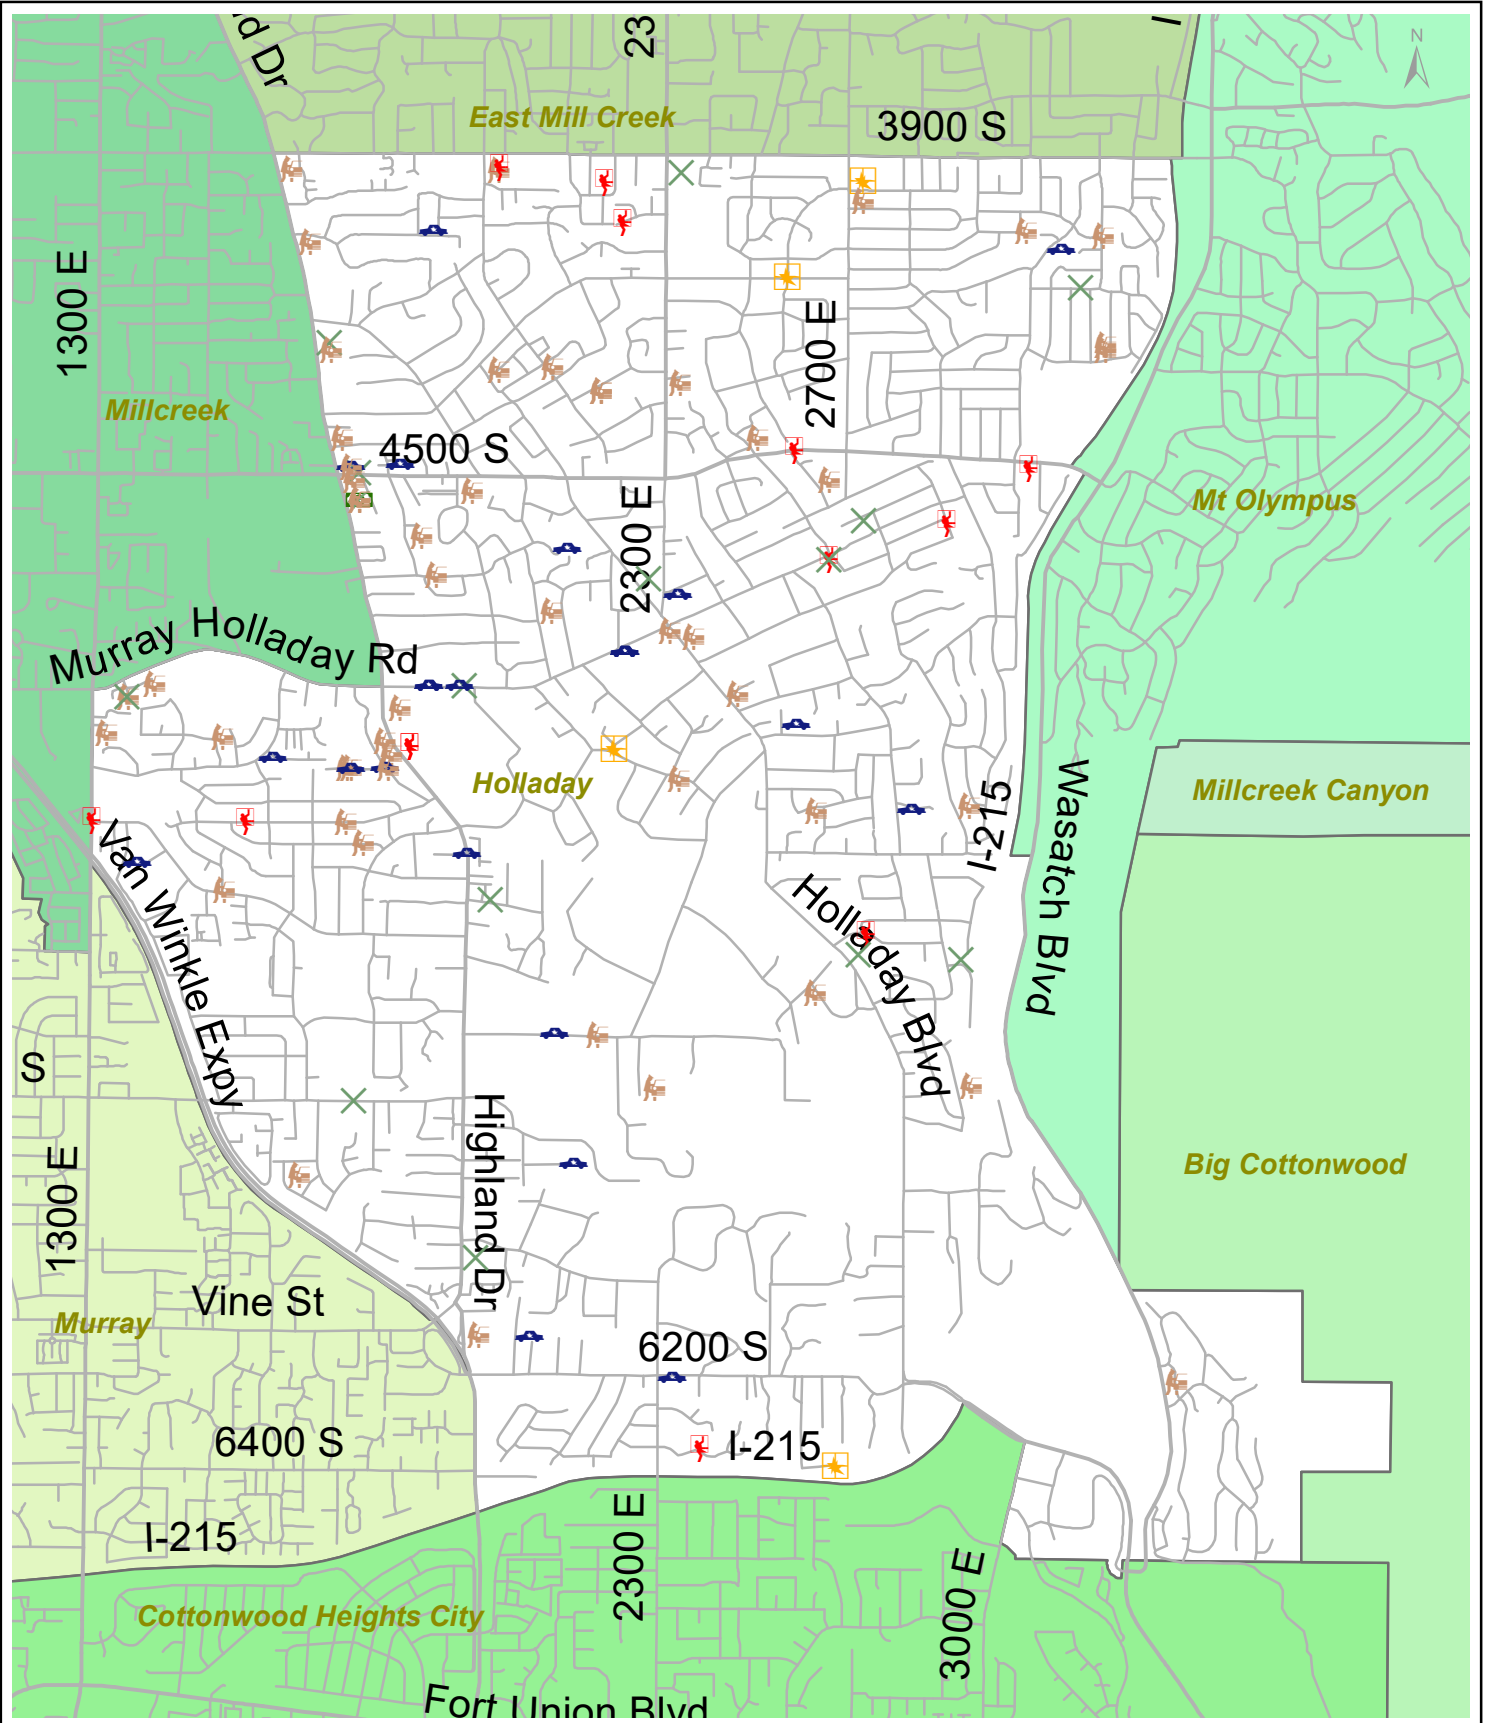 d Dr
23
I
N
East Mill Creek
3900 S
1300 E
2700 E
Millcreek
4500 S
2300 E
Mt Olympus
Murray Holladay Rd
Holladay
I-215
Wasatch Blvd
Millcreek Canyon
Van Winkle Expy
Holladay Blvd
S
Highland Dr
1300 E
Big Cottonwood
Vine St
Murray
6200 S
6400 S
I-215
I-215
2300 E
3000 E
Cottonwood Heights City
Fort Union Blvd